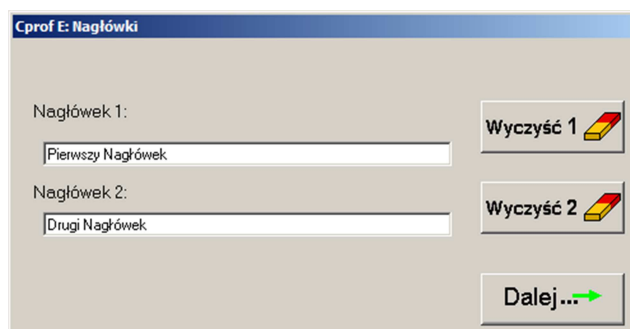 Cprof E: Nagłówki
Nagłówek 1:
Wyczyść 1
Pierwszy Nagłówek
Nagłówek 2:
Wyczyść 2
Drugi Nagłówek
Dalej...